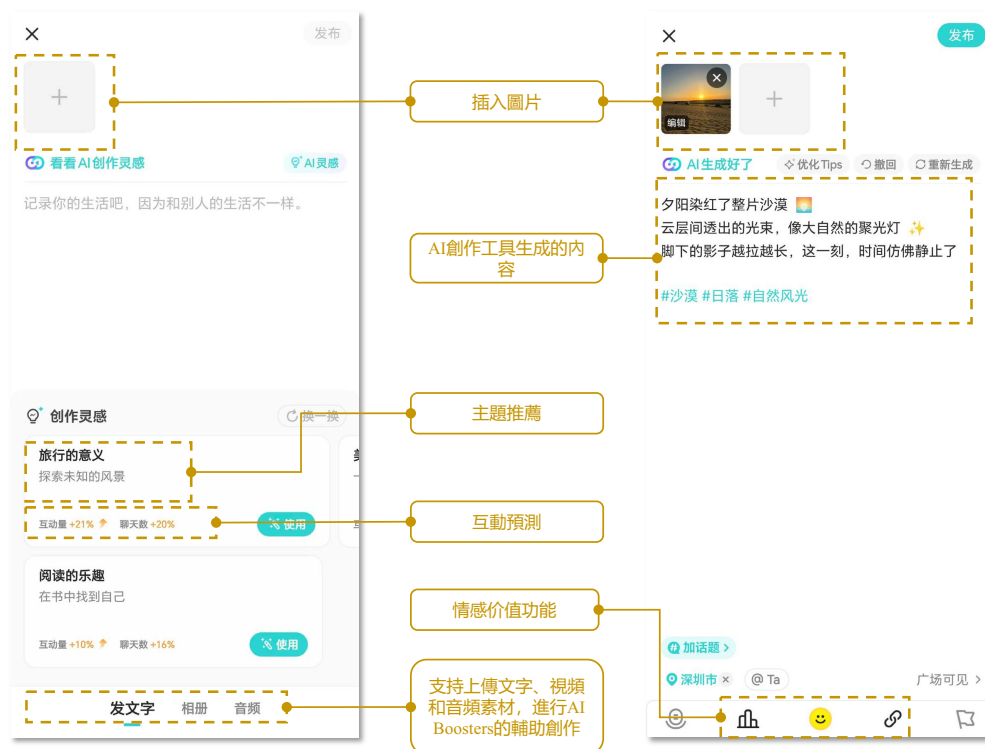 发布
看看AI创作灵感
AI灵感
记录你的生活吧，因为和别人的生活不一样。
创作灵感
换一换
旅行的意义
探索未知的风景
互动量 +21%
聊天数 +20%
使用
阅读的乐趣
在书中找到自己
互动量 +10%
聊天数 +16%
使用
发文字 相册 音频
插入圖片
AI創作工具生成的内
容
主題推薦
互動預測
情感价值功能
支持上傳文字、視頻
和音頻素材，進行AI
Boosters的輔助創作
发布
编辑
AI生成好了
优化Tips
撤回
重新生成
夕阳染红了整片沙漠
云层间透出的光束，像大自然的聚光灯
脚下的影子越拉越长，这一刻，时间仿佛静止了
#沙漠 #日落 #自然风光
加话题
深圳市
@ Ta
广场可见